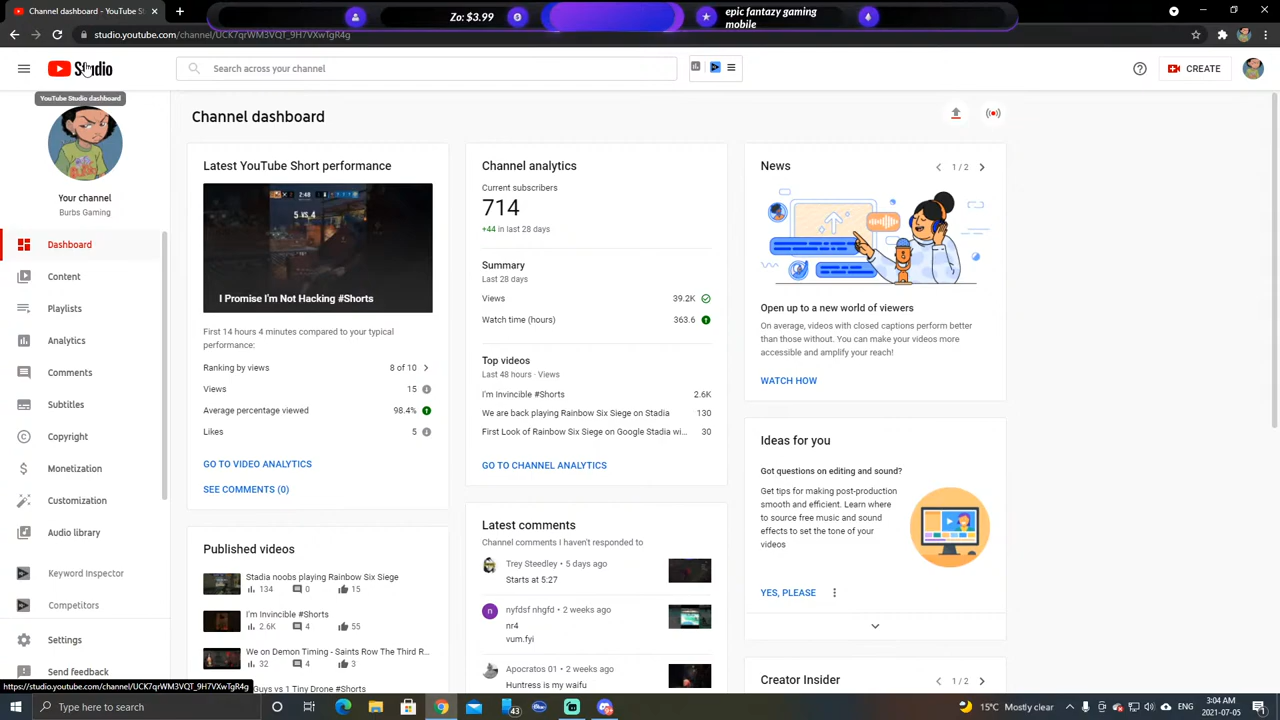 Channel dashboard - YouTube S
Zo: $3.99
epic fantazy gaming
mobile
studio.youtube.com/channel/UCK7qrWM3VQT_9H7VXwTgR4g
Studio
Search across your channel
CREATE
YouTube Studio dashboard
Your channel
Burbs Gaming
Dashboard
Content
Playlists
Analytics
Comments
Subtitles
Copyright
Monetization
Customization
Audio library
Keyword Inspector
Competitors
Settings
Send feedback
https://studio.youtube.com/channel/UCK7qrWM3VQT_9H7VXwTgR4g
Channel dashboard
Latest YouTube Short performance
2:48
5 VS. 4
I Promise I'm Not Hacking #Shorts
First 14 hours 4 minutes compared to your typical
performance:
Ranking by views 8 of 10
Views 15
Average percentage viewed 98.4%
Likes 5
GO TO VIDEO ANALYTICS
SEE COMMENTS (0)
Published videos
Stadia noobs playing Rainbow Six Siege
134 0 15
I'm Invincible #Shorts
2.6K 4 55
We on Demon Timing - Saints Row The Third R...
32 4 3
Guys vs 1 Tiny Drone #Shorts
Channel analytics
Current subscribers
714
+44 in last 28 days
Summary
Last 28 days
Views 39.2K
Watch time (hours) 363.6
Top videos
Last 48 hours · Views
I'm Invincible #Shorts 2.6K
We are back playing Rainbow Six Siege on Stadia 130
First Look of Rainbow Six Siege on Google Stadia wi... 30
GO TO CHANNEL ANALYTICS
Latest comments
Channel comments I haven't responded to
Trey Steedley • 5 days ago
Starts at 5:27
n
nyfdsf nhgfd • 2 weeks ago
nr4
vum.fyi
Apocratos 01 • 2 weeks ago
Huntress is my waifu
News
1 / 2
Open up to a new world of viewers
On average, videos with closed captions perform better
than those without. You can make your videos more
accessible and amplify your reach!
WATCH HOW
Ideas for you
Got questions on editing and sound?
Get tips for making post-production
smooth and efficient. Learn where
to source free music and sound
effects to set the tone of your
videos
YES, PLEASE
Creator Insider
1 / 2
Type here to search
43
15°C Mostly clear
ENG
3:04 AM
2021-07-05